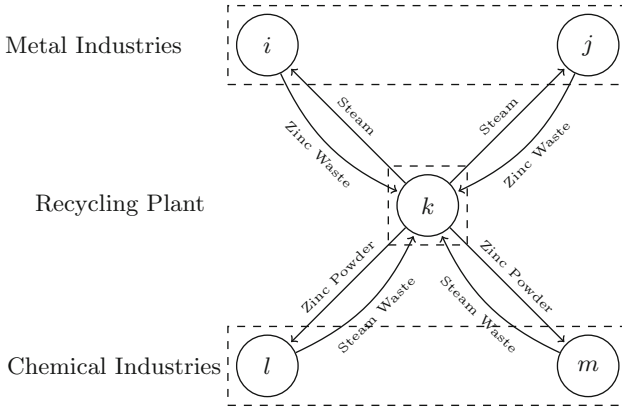 Metal Industries
i
j
Steam
Zinc Waste
Steam
Zinc Waste
Recycling Plant
k
Zinc Powder
Steam Waste
Zinc Powder
Steam Waste
Chemical Industries
l
m